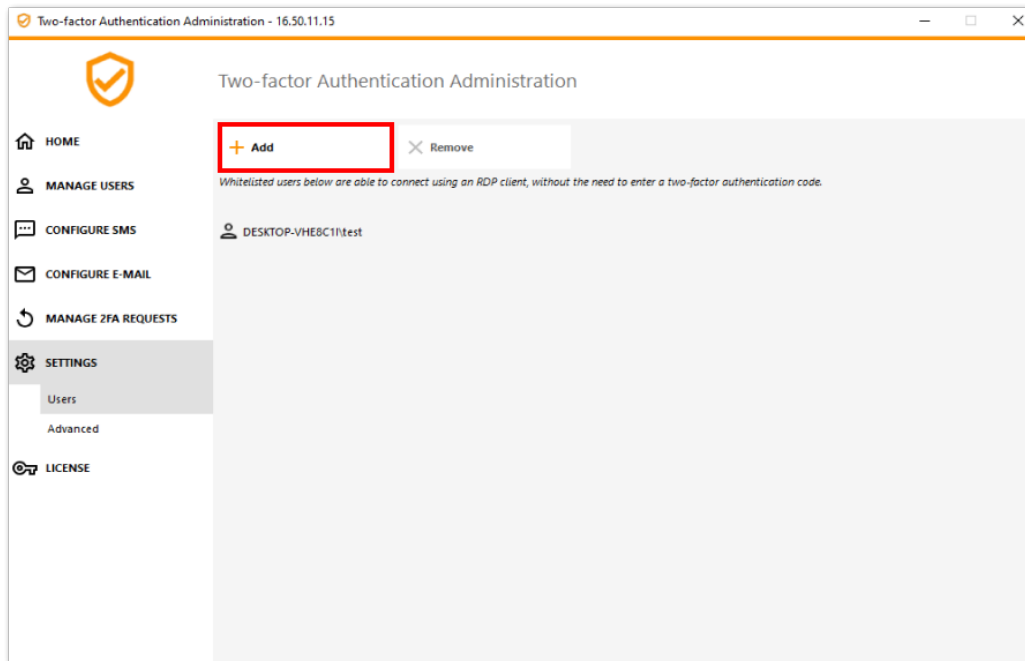 Two-factor Authentication Administration - 16.50.11.15
Two-factor Authentication Administration
HOME
MANAGE USERS
CONFIGURE SMS
CONFIGURE E-MAIL
MANAGE 2FA REQUESTS
SETTINGS
Users
Advanced
LICENSE
Add
Remove
Whitelisted users below are able to connect using an RDP client, without the need to enter a two-factor authentication code.
DESKTOP-VHE8C1I\test